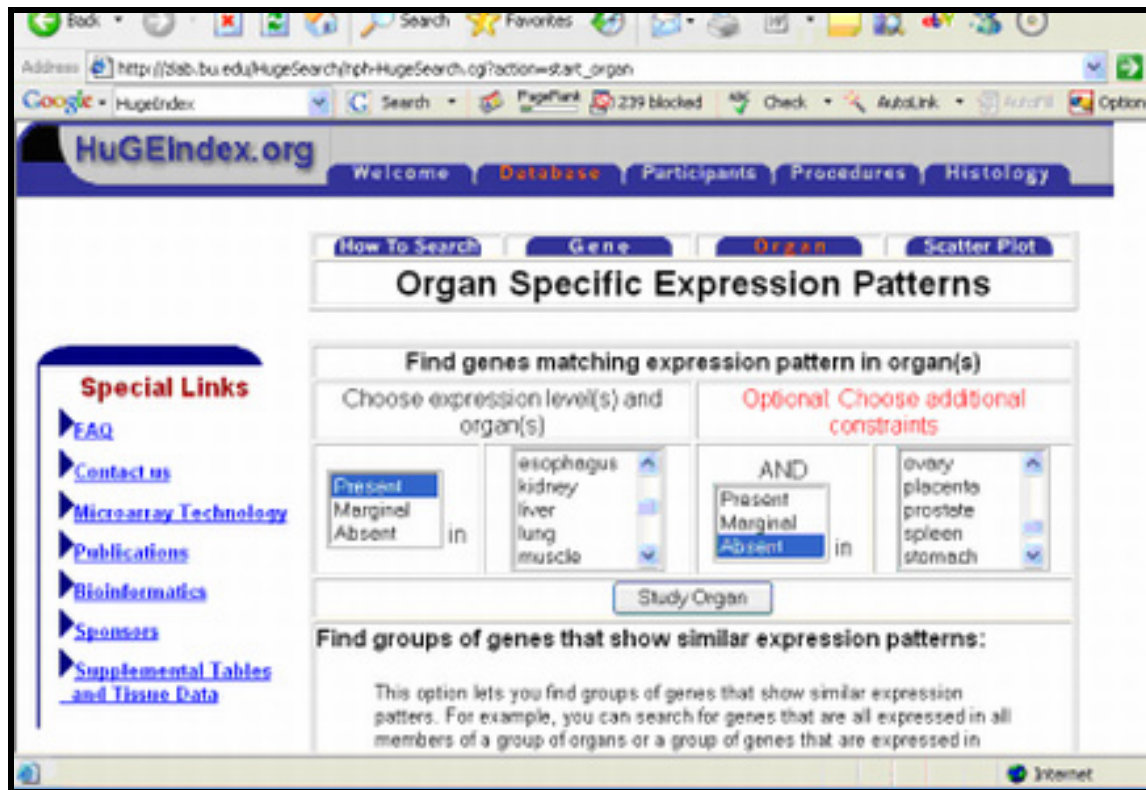 Back Search Favorites
Address http://zlab.bu.edu/HugeSearch/nph-HugeSearch.cgi?action=start_organ
Google HugeIndex Search PageRank 239 blocked Check AutoLink AutoFill Option
HuGEIndex.org
Welcome Database Participants Procedures Histology
How To Search Gene Organ Scatter Plot
Organ Specific Expression Patterns
Find genes matching expression pattern in organ(s)
Special Links
Choose expression level(s) and organ(s)
Optional: Choose additional constraints
FAQ
Contact us
Microarray Technology
Publications
Bioinformatics
Sponsors
Supplemental Tables
and Tissue Data
Present
Marginal
Absent
in
esophagus
kidney
liver
lung
muscle
AND
Present
Marginal
Absent
in
ovary
placenta
prostate
spleen
stomach
Study Organ
Find groups of genes that show similar expression patterns:
This option lets you find groups of genes that show similar expression
patters. For example, you can search for genes that are all expressed in all
members of a group of organs or a group of genes that are expressed in
Internet